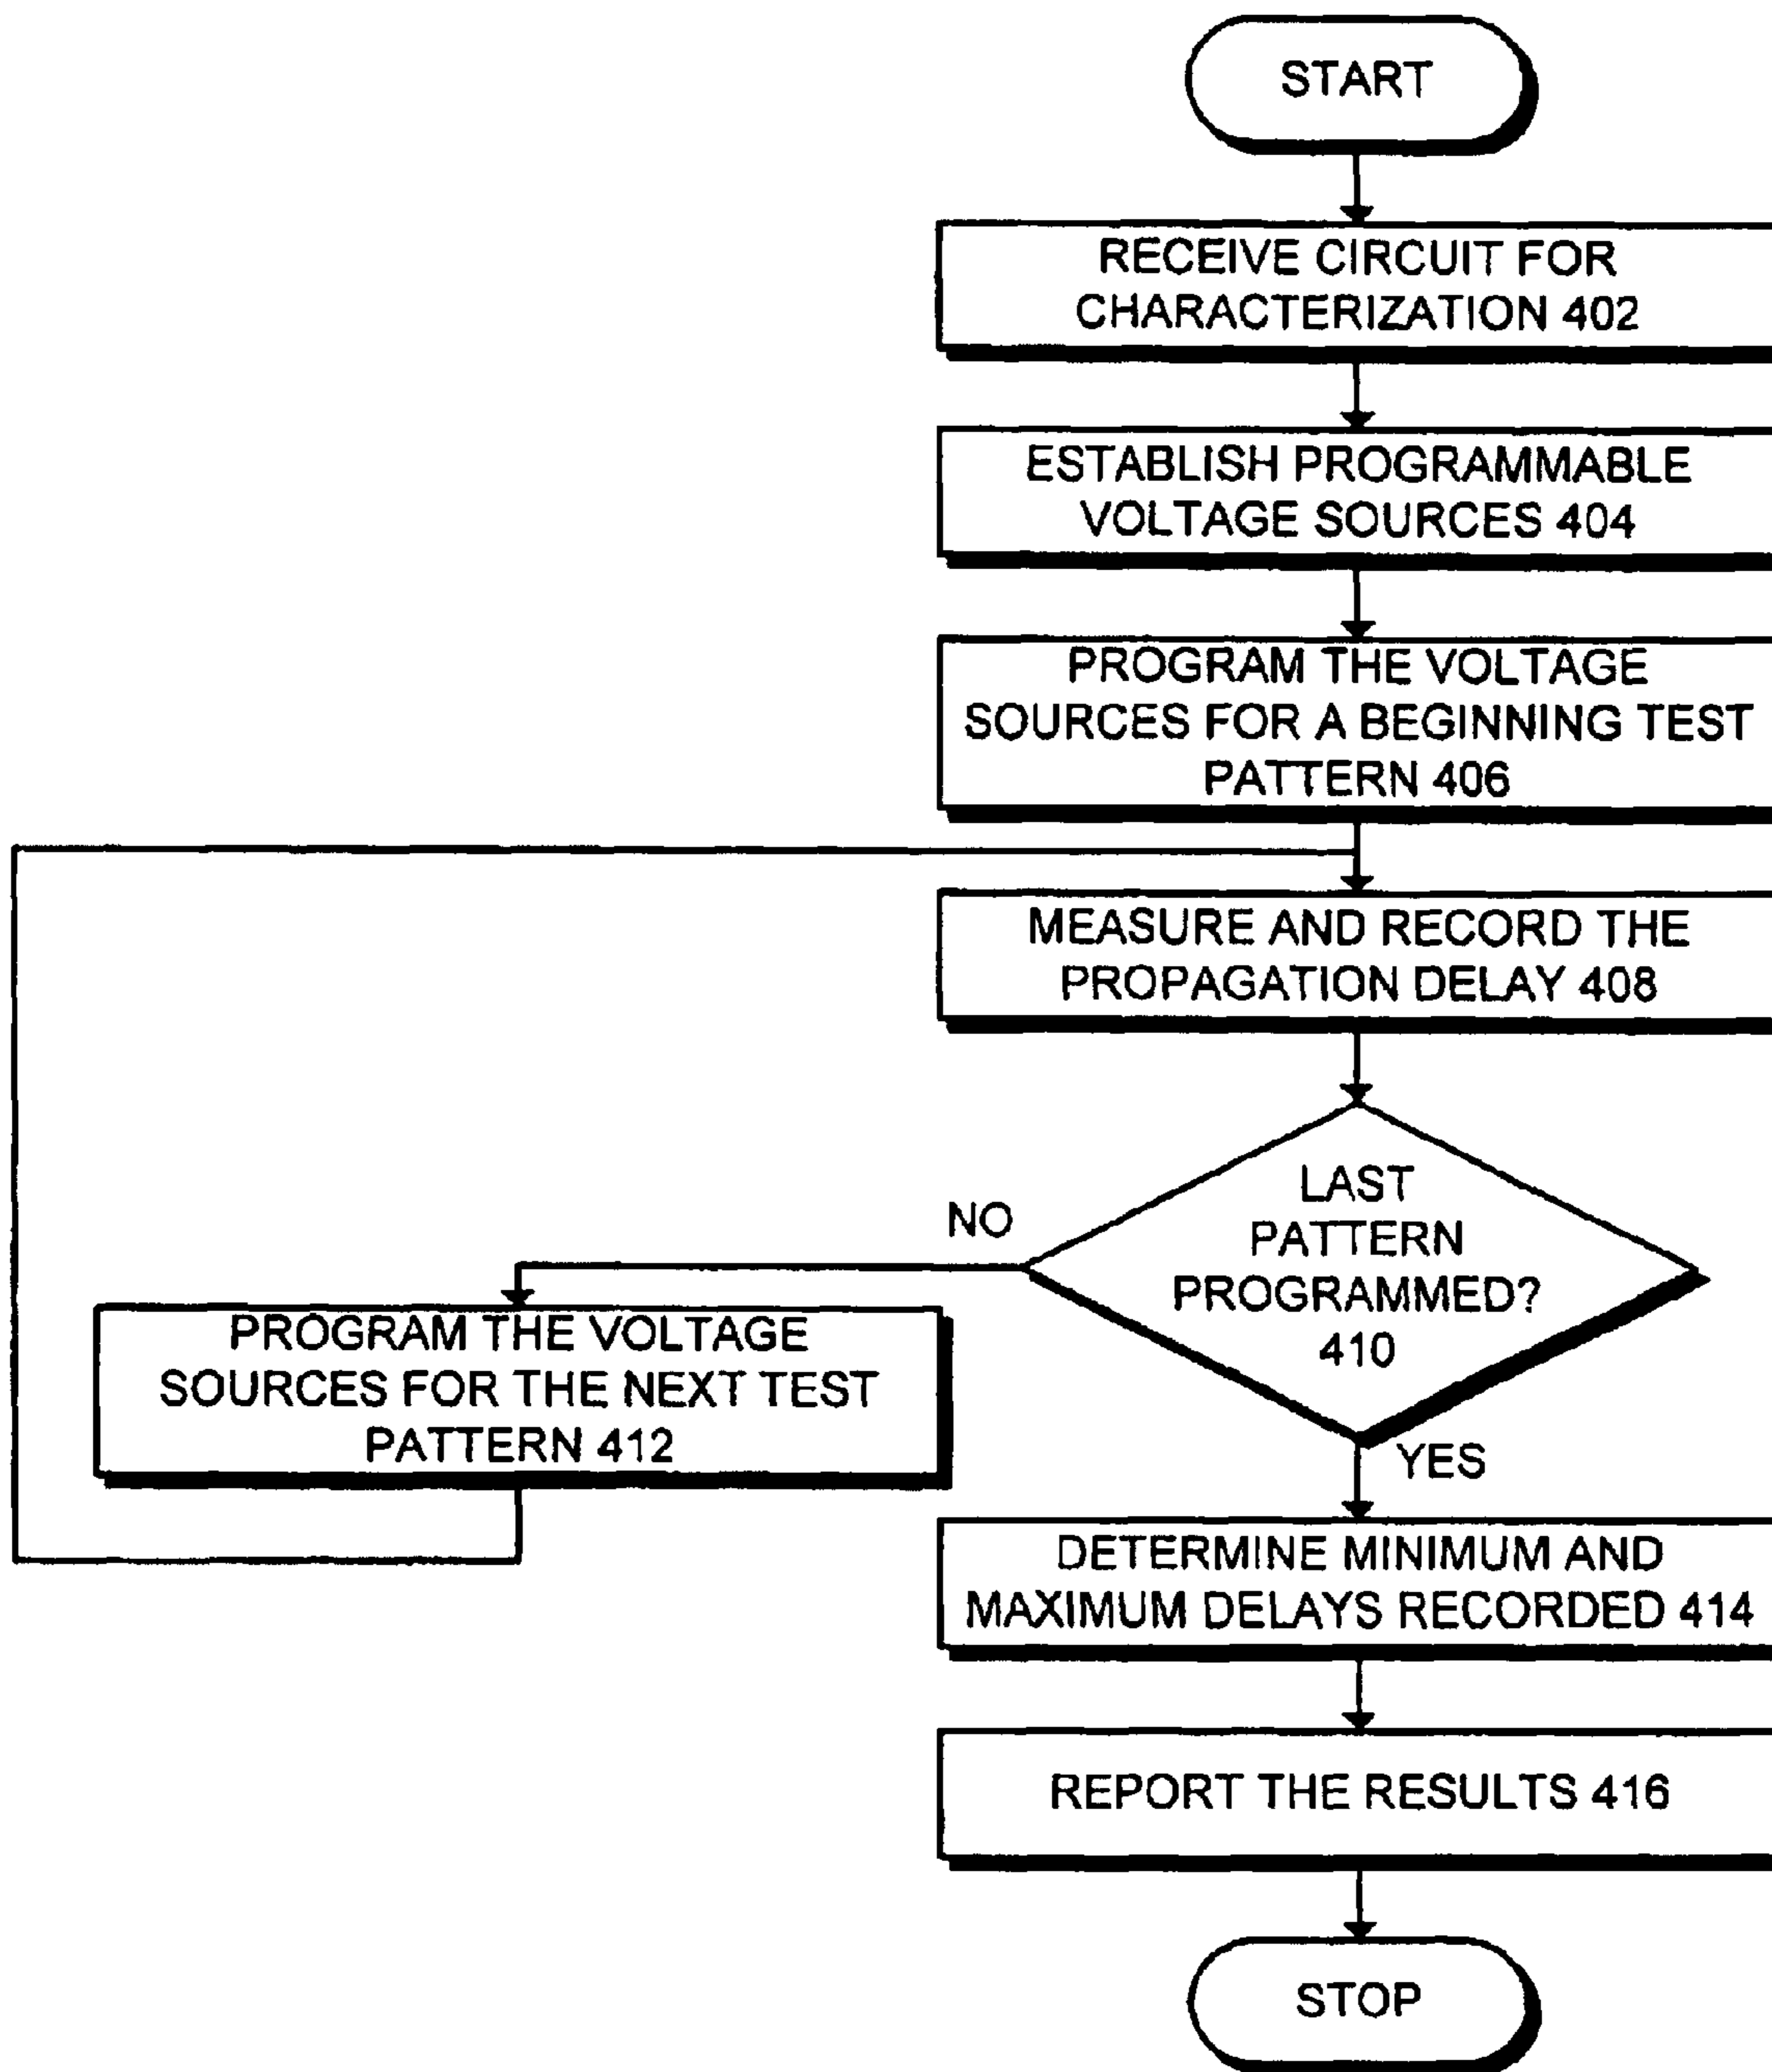 START
RECEIVE CIRCUIT FOR
CHARACTERIZATION 402
ESTABLISH PROGRAMMABLE
VOLTAGE SOURCES 404
PROGRAM THE VOLTAGE
SOURCES FOR A BEGINNING TEST
PATTERN 406
MEASURE AND RECORD THE
PROPAGATION DELAY 408
LAST
PATTERN
PROGRAMMED?
410
NO
PROGRAM THE VOLTAGE
SOURCES FOR THE NEXT TEST
PATTERN 412
YES
DETERMINE MINIMUM AND
MAXIMUM DELAYS RECORDED 414
REPORT THE RESULTS 416
STOP